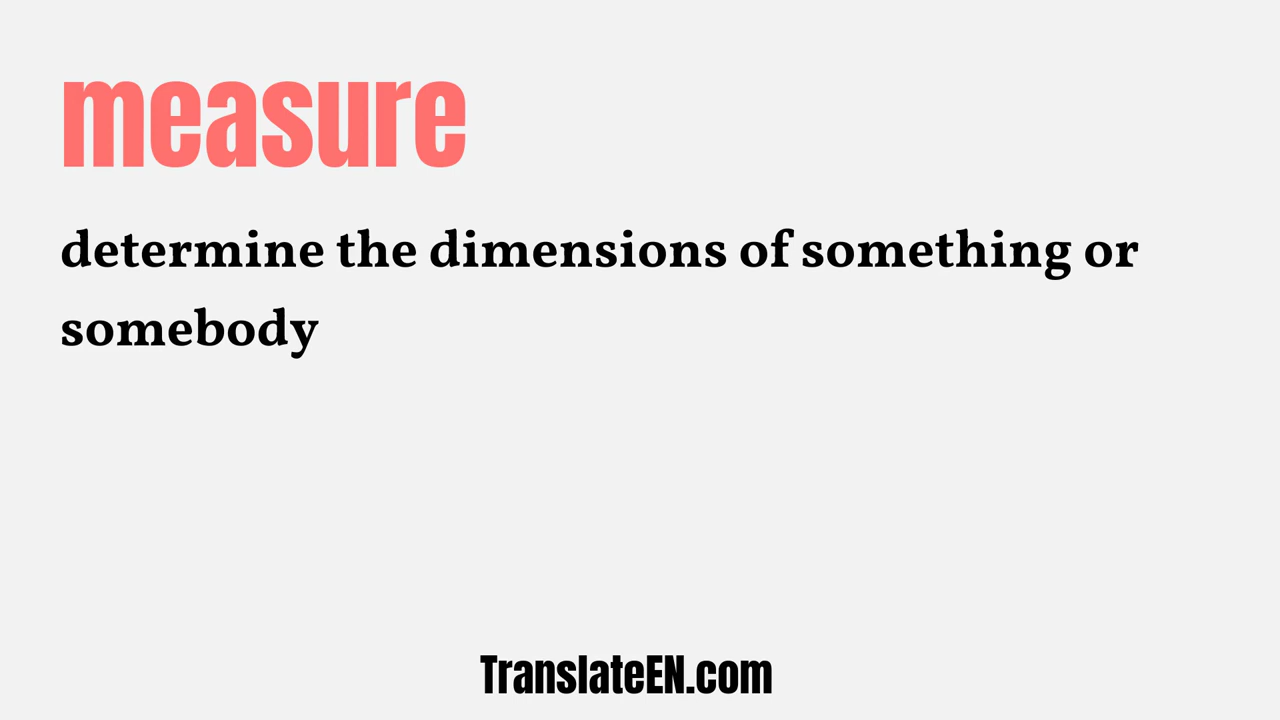 measure
determine the dimensions of something or
somebody
TranslateEN.com